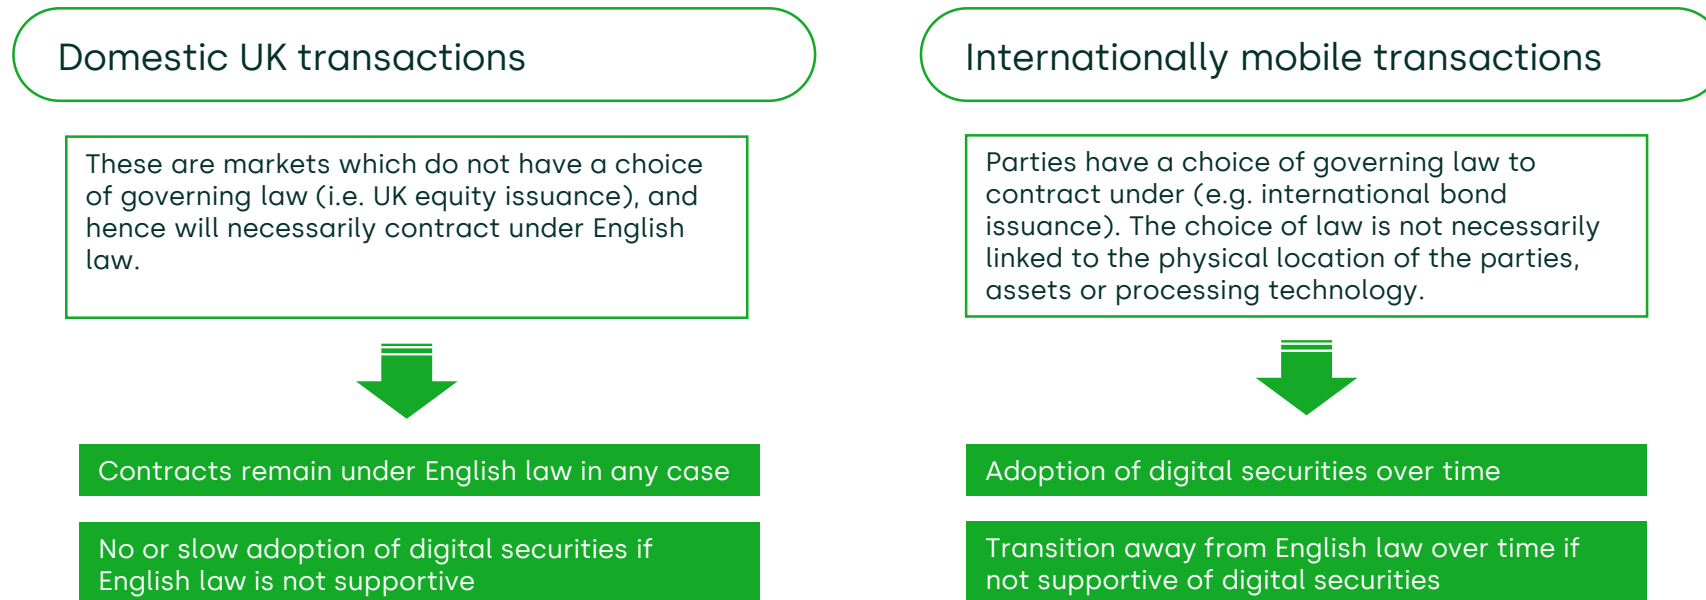 Domestic UK transactions
These are markets which do not have a choice
of governing law (i.e. UK equity issuance), and
hence will necessarily contract under English
law.
Contracts remain under English law in any case
No or slow adoption of digital securities if
English law is not supportive
Internationally mobile transactions
Parties have a choice of governing law to
contract under (e.g. international bond
issuance). The choice of law is not necessarily
linked to the physical location of the parties,
assets or processing technology.
Adoption of digital securities over time
Transition away from English law over time if
not supportive of digital securities